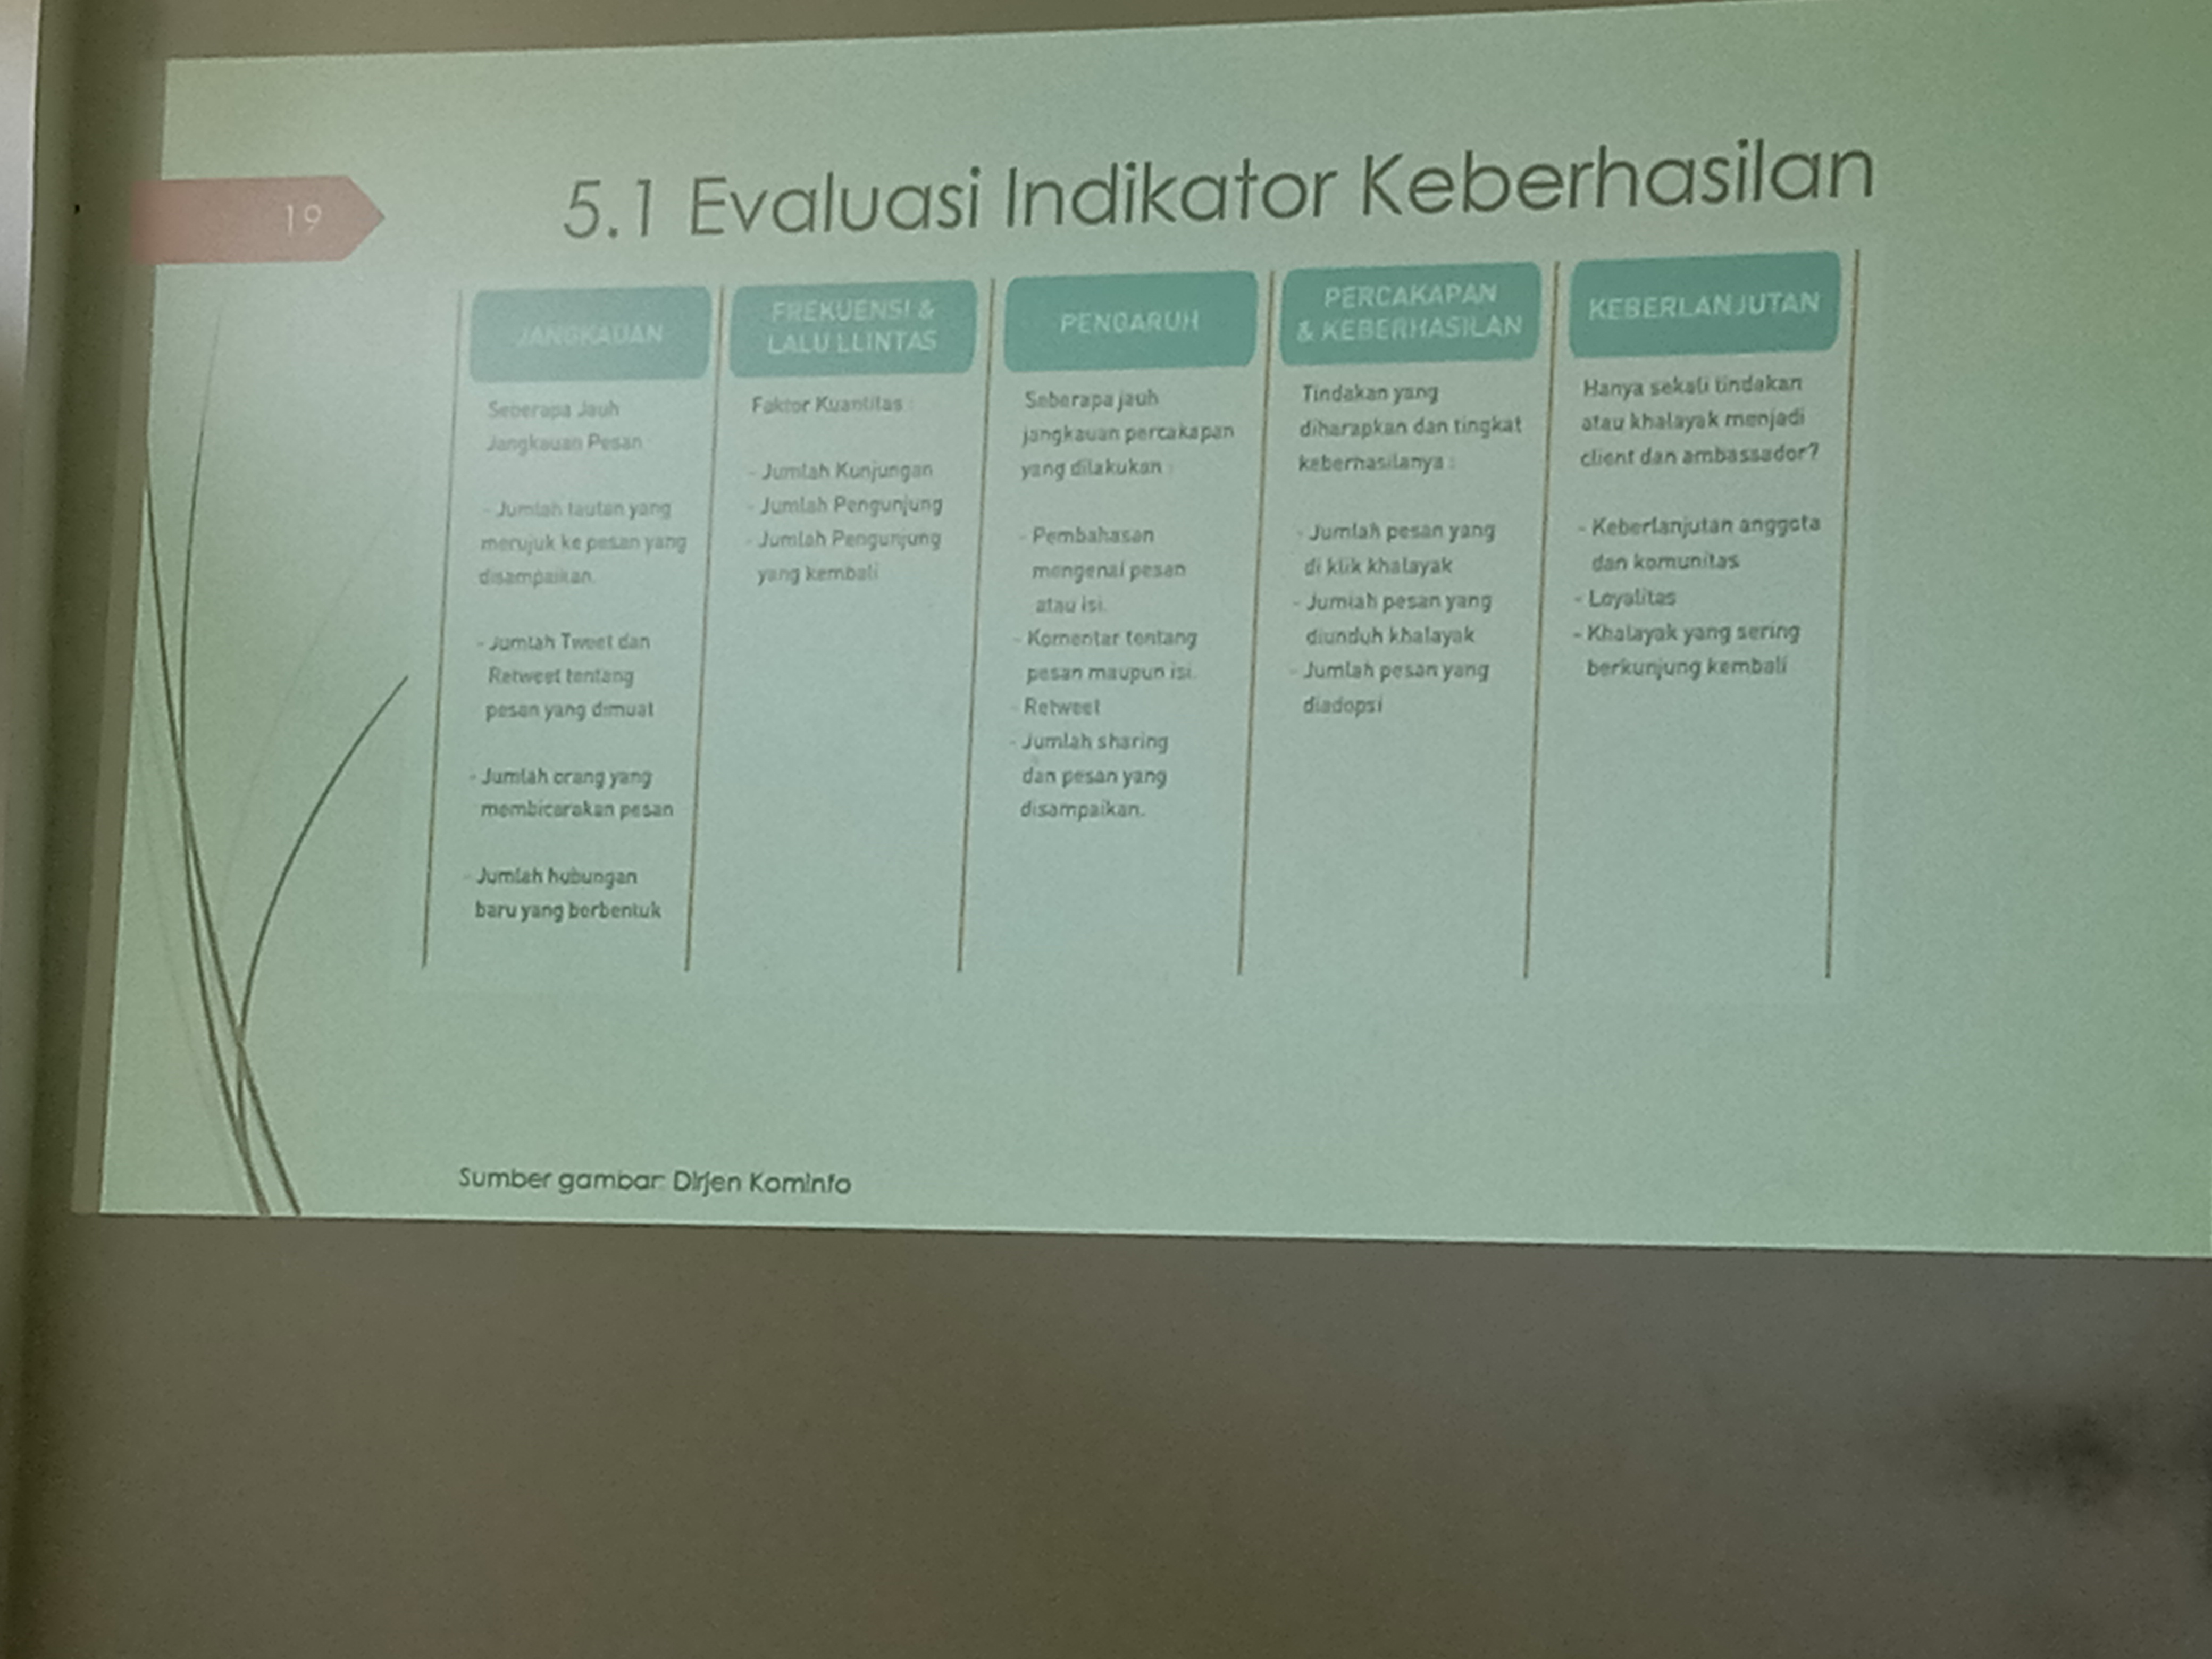 19
5.1 Evaluasi Indikator Keberhasilan
JANGKAUAN
Seberapa Jauh
Jangkauan Pesan
- Jumlah tautan yang
merujuk ke pesan yang
disampaikan.
- Jumlah Tweet dan
Retweet tentang
pesan yang dimuat
- Jumlah orang yang
membicarakan pesan
- Jumlah hubungan
baru yang berbentuk
FREKUENSI &
LALU LLINTAS
Faktor Kuantitas :
- Jumlah Kunjungan
- Jumlah Pengunjung
- Jumlah Pengunjung
yang kembali
PENGARUH
Seberapa jauh
jangkauan percakapan
yang dilakukan :
- Pembahasan
mengenai pesan
atau isi.
- Komentar tentang
pesan maupun isi.
- Retweet
- Jumlah sharing
dan pesan yang
disampaikan.
PERCAKAPAN
& KEBERHASILAN
Tindakan yang
diharapkan dan tingkat
keberhasilanya :
- Jumlah pesan yang
di klik khalayak
- Jumlah pesan yang
diunduh khalayak
- Jumlah pesan yang
diadopsi
KEBERLANJUTAN
Hanya sekali tindakan
atau khalayak menjadi
client dan ambassador?
- Keberlanjutan anggota
dan komunitas
- Loyalitas
- Khalayak yang sering
berkunjung kembali
Sumber gambar: Dirjen Kominfo